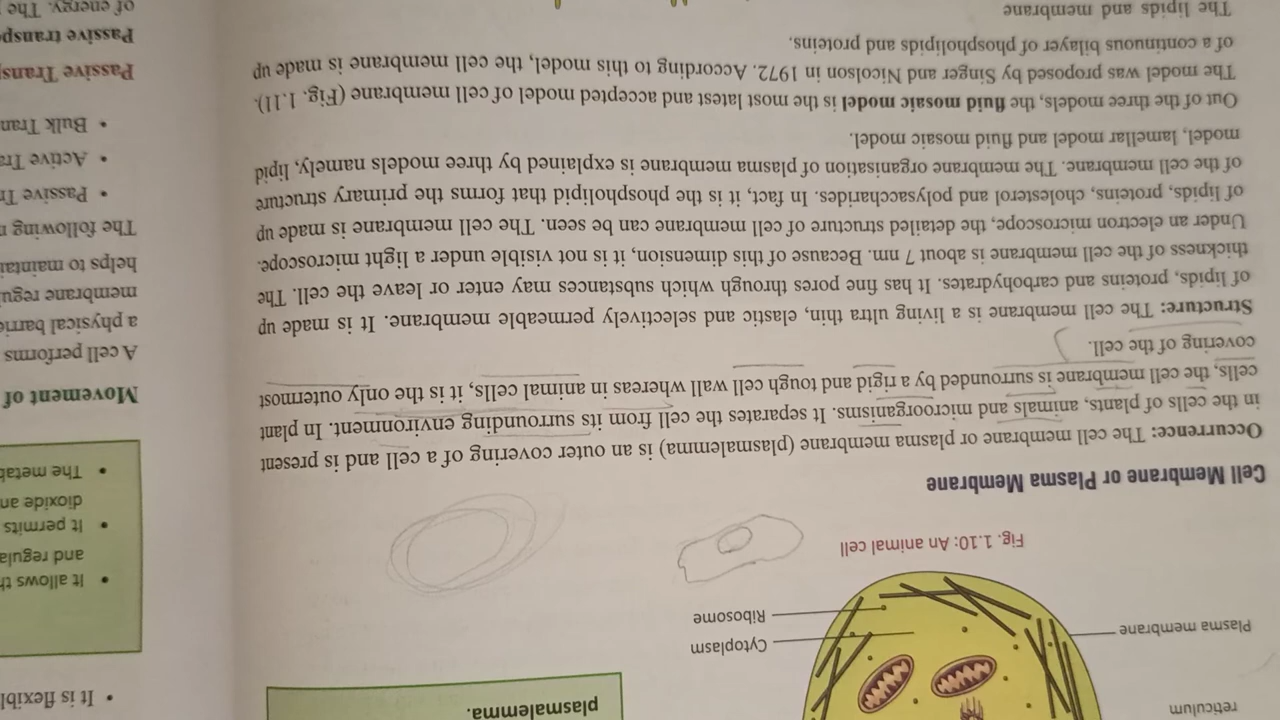 plasmalemma.
reticulum
Plasma membrane
Cytoplasm
Ribosome
Fig. 1.10: An animal cell
Cell Membrane or Plasma Membrane
Occurrence: The cell membrane or plasma membrane (plasmalemma) is an outer covering of a cell and is present
in the cells of plants, animals and microorganisms. It separates the cell from its surrounding environment. In plant
cells, the cell membrane is surrounded by a rigid and tough cell wall whereas in animal cells, it is the only outermost
covering of the cell.
Structure: The cell membrane is a living ultra thin, elastic and selectively permeable membrane. It is made up
of lipids, proteins and carbohydrates. It has fine pores through which substances may enter or leave the cell. The
thickness of the cell membrane is about 7 nm. Because of this dimension, it is not visible under a light microscope.
Under an electron microscope, the detailed structure of cell membrane can be seen. The cell membrane is made up
of lipids, proteins, cholesterol and polysaccharides. In fact, it is the phospholipid that forms the primary structure
of the cell membrane. The membrane organisation of plasma membrane is explained by three models namely, lipid
model, lamellar model and fluid mosaic model.
Out of the three models, the fluid mosaic model is the most latest and accepted model of cell membrane (Fig. 1.11).
The model was proposed by Singer and Nicolson in 1972. According to this model, the cell membrane is made up
of a continuous bilayer of phospholipids and proteins.
The lipids and membrane
• It is flexibl
• It allows th
and regula
• It permits
dioxide an
• The metab
Movement of
A cell performs
a physical barri
membrane regul
helps to maintai
The following
• Passive Tr
• Active Tra
• Bulk Tran
Passive Trans
Passive transp
of energy. The